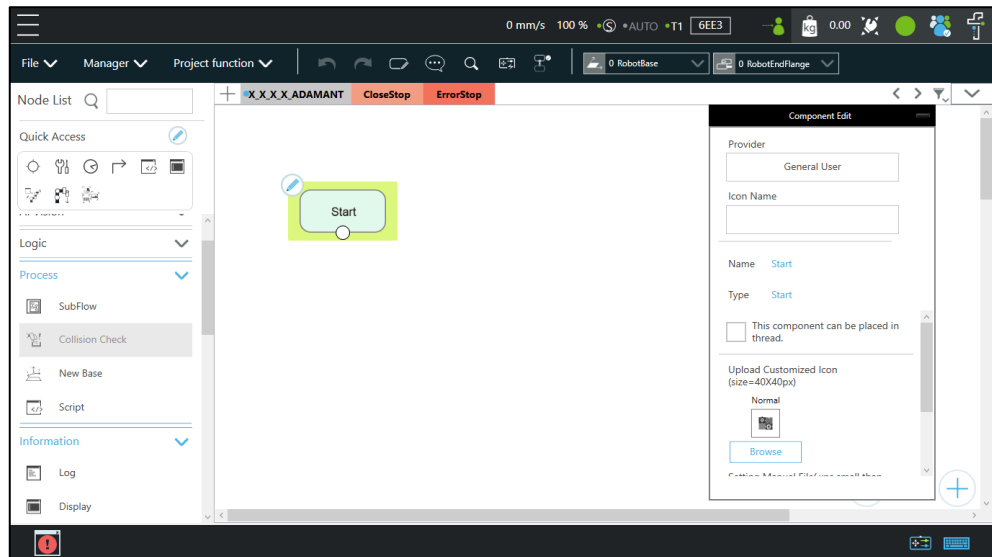 0 mm/s 100 % S AUTO T1 6EE3 kg 0.00
File Manager Project function 0 RobotBase 0 RobotEndFlange
Node List
X_X_X_X_ADAMANT CloseStop ErrorStop
Quick Access
Logic
Process
SubFlow
Collision Check
New Base
Script
Information
Log
Display
Start
Component Edit
Provider
General User
Icon Name
Name Start
Type Start
This component can be placed in
thread.
Upload Customized Icon
(size=40X40px)
Normal
Browse